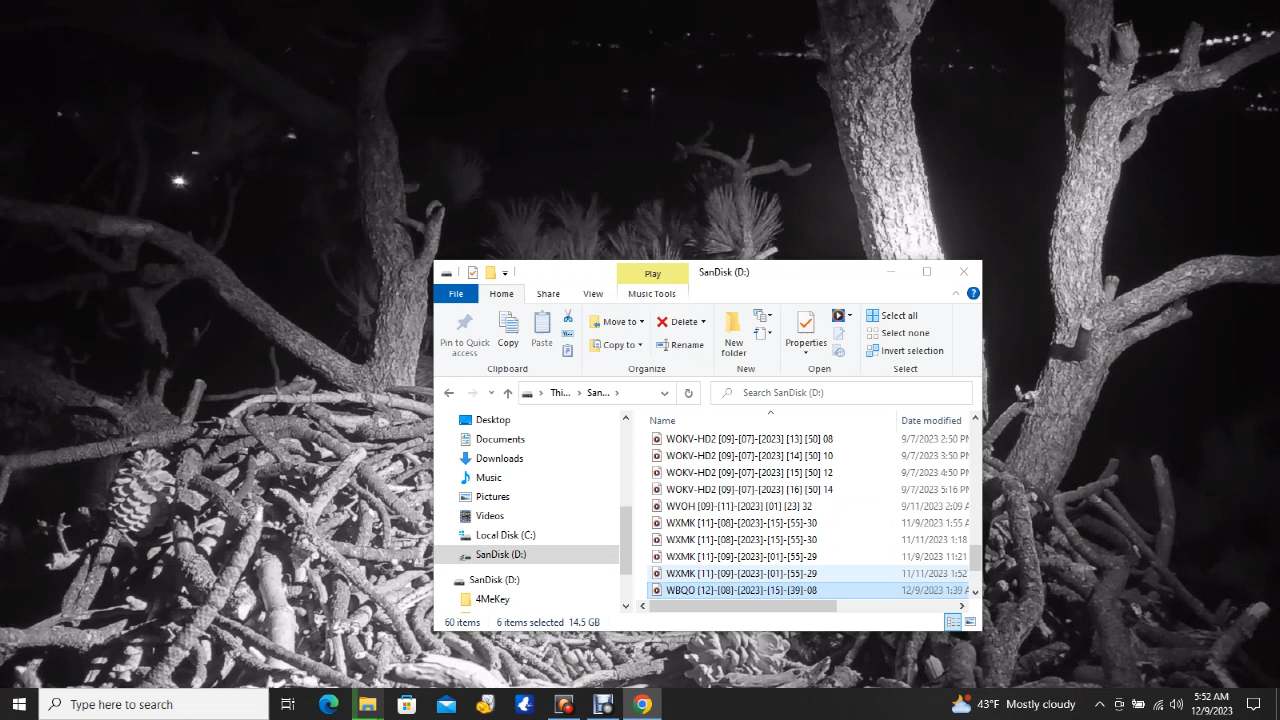 Play
SanDisk (D:)
File
Home
Share
View
Music Tools
Pin to Quick access
Copy
Paste
Move to
Copy to
Delete
Rename
New folder
Properties
Select all
Select none
Invert selection
Clipboard
Organize
New
Open
Select
Thi...
San...
Search SanDisk (D:)
Desktop
Documents
Downloads
Music
Pictures
Videos
Local Disk (C:)
SanDisk (D:)
SanDisk (D:)
4MeKey
Name Date modified
WOKV-HD2 [09]-[07]-[2023] [13] [50] 08 9/7/2023 2:50 PM
WOKV-HD2 [09]-[07]-[2023] [14] [50] 10 9/7/2023 3:50 PM
WOKV-HD2 [09]-[07]-[2023] [15] [50] 12 9/7/2023 4:50 PM
WOKV-HD2 [09]-[07]-[2023] [16] [50] 14 9/7/2023 5:16 PM
WVOH [09]-[11]-[2023] [01] [23] 32 9/11/2023 2:09 A
WXMK [11]-[08]-[2023]-[15]-[55]-30 11/9/2023 1:55 A
WXMK [11]-[08]-[2023]-[15]-[55]-30 11/11/2023 1:18
WXMK [11]-[09]-[2023]-[01]-[55]-29 11/9/2023 11:21
WXMK [11]-[09]-[2023]-[01]-[55]-29 11/11/2023 1:52
WBQO [12]-[08]-[2023]-[15]-[39]-08 12/9/2023 1:39 A
60 items 6 items selected 14.5 GB
Type here to search
43°F Mostly cloudy
5:52 AM
12/9/2023